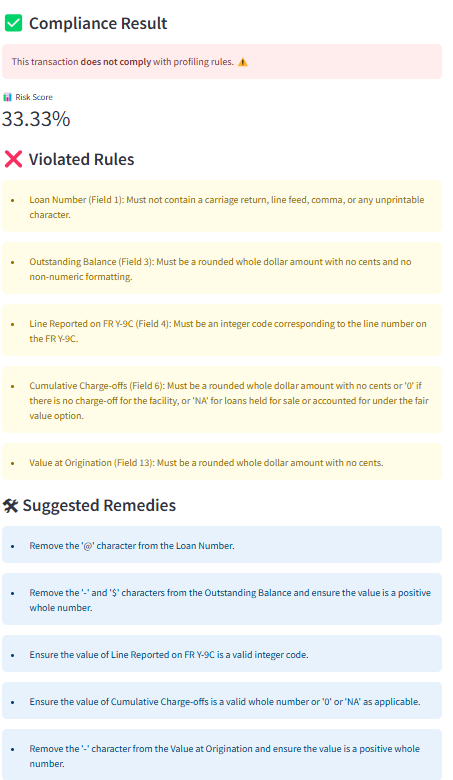 Compliance Result
This transaction does not comply with profiling rules.
Risk Score
33.33%
Violated Rules
Loan Number (Field 1): Must not contain a carriage return, line feed, comma, or any unprintable
character.
Outstanding Balance (Field 3): Must be a rounded whole dollar amount with no cents and no
non-numeric formatting.
Line Reported on FR Y-9C (Field 4): Must be an integer code corresponding to the line number on
the FR Y-9C.
Cumulative Charge-offs (Field 6): Must be a rounded whole dollar amount with no cents or '0' if
there is no charge-off for the facility, or 'NA' for loans held for sale or accounted for under the fair
value option.
Value at Origination (Field 13): Must be a rounded whole dollar amount with no cents.
Suggested Remedies
Remove the '@' character from the Loan Number.
Remove the '-' and '$' characters from the Outstanding Balance and ensure the value is a positive
whole number.
Ensure the value of Line Reported on FR Y-9C is a valid integer code.
Ensure the value of Cumulative Charge-offs is a valid whole number or '0' or 'NA' as applicable.
Remove the '-' character from the Value at Origination and ensure the value is a positive whole
number.